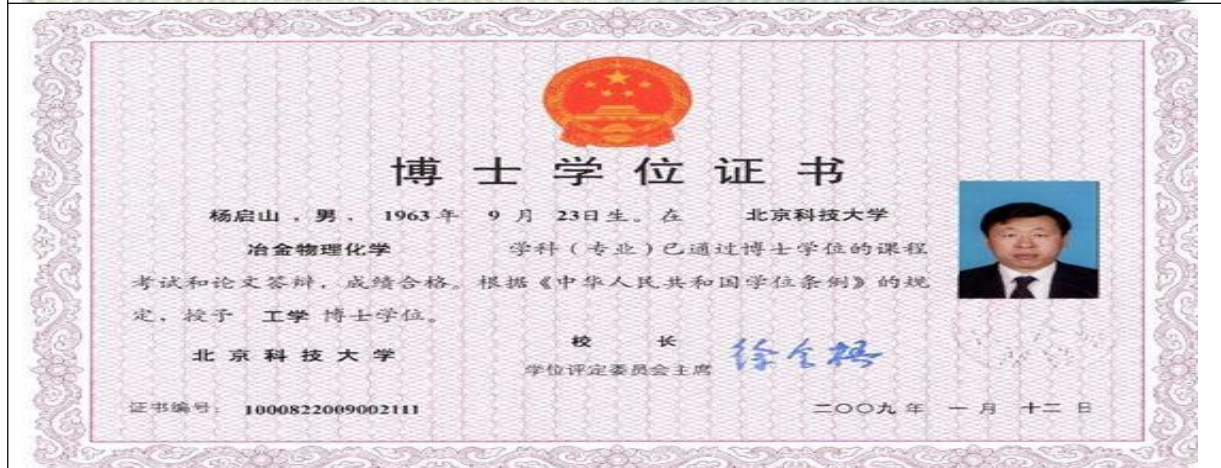 博士学位证书
杨启山,男, 1963年 9月 23日生。在 北京科技大学
冶金物理化学 学科(专业)已通过博士学位的课程
考试和论文答辩,成绩合格。根据《中华人民共和国学位条例》的规
定,授予 工学 博士学位。
北京科技大学
校长
学位评定委员会主席
徐金梧
证书编号: 1000822009002111
二〇〇九年 一月 十二日